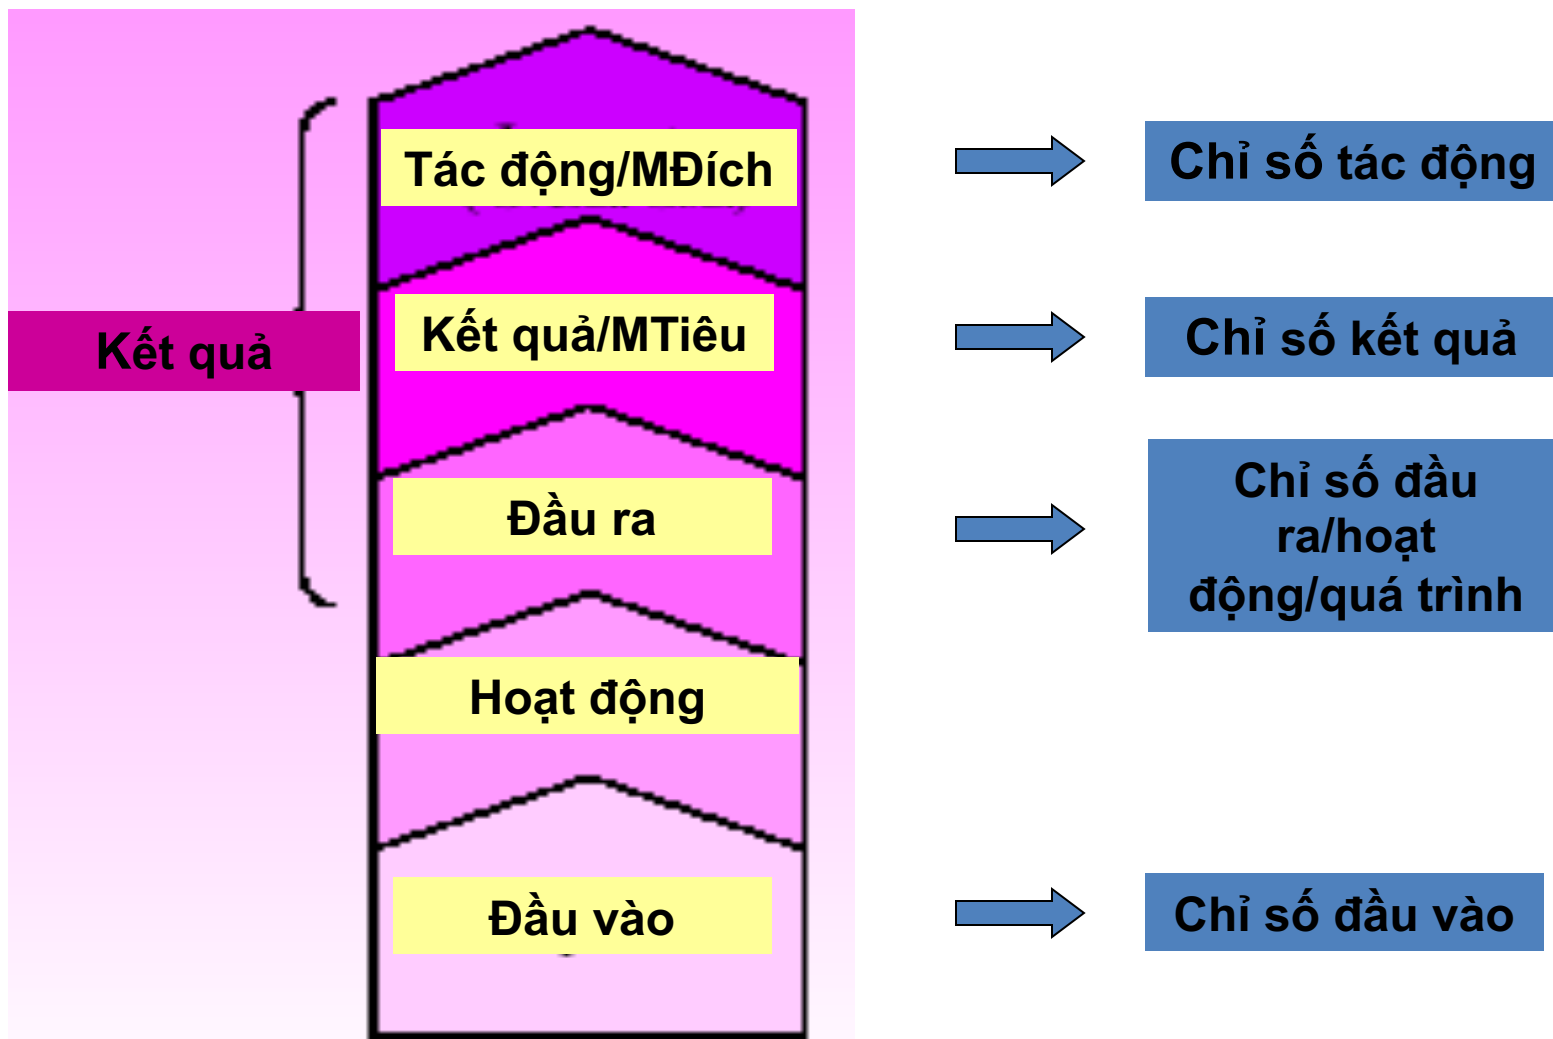 Tác động/MĐích
Chỉ số tác động
Kết quả
Kết quả/MTiêu
Chỉ số kết quả
Đầu ra
Chỉ số đầu
ra/hoạt
động/quá trình
Hoạt động
Đầu vào
Chỉ số đầu vào